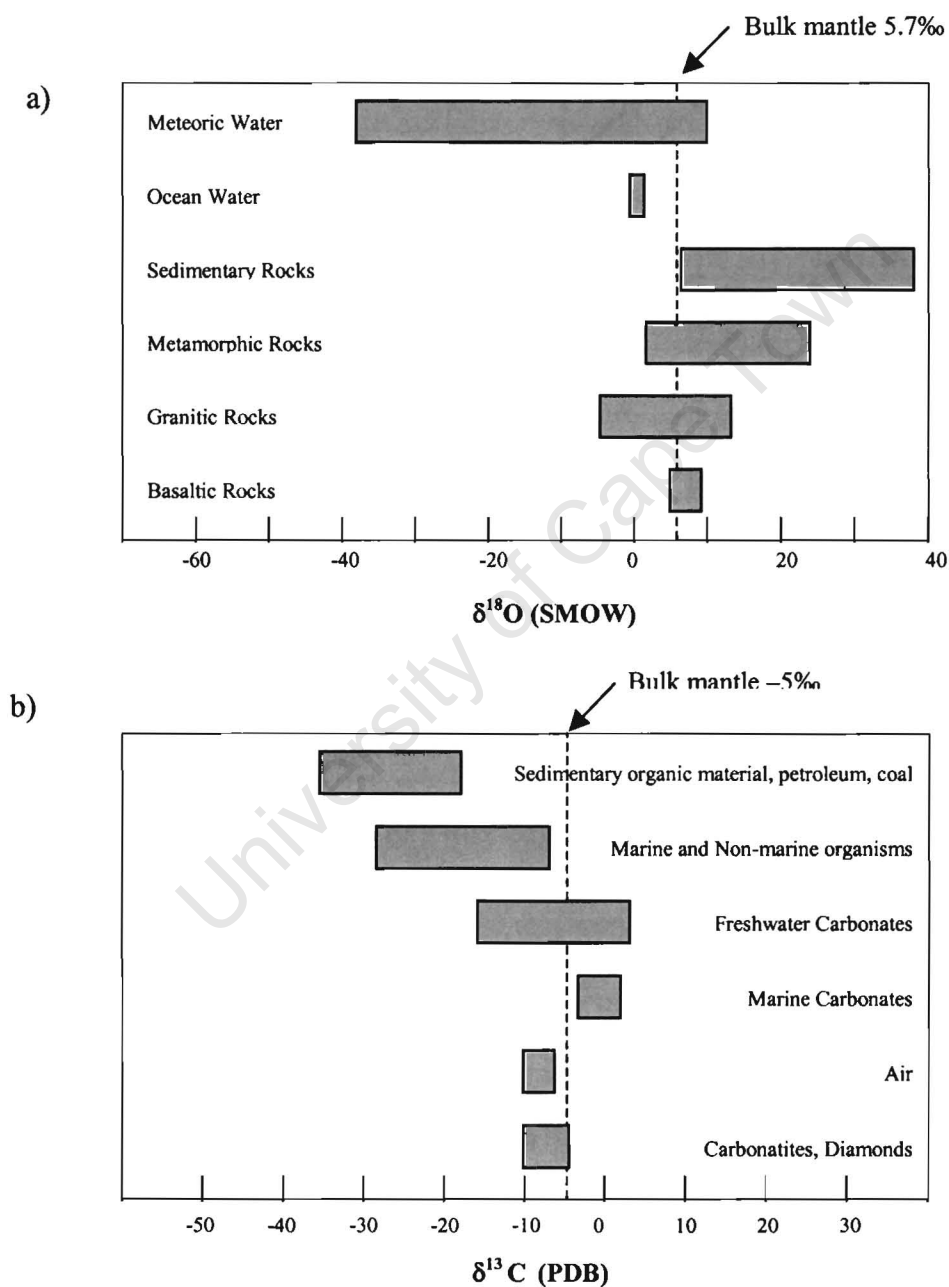 Bulk mantle 5.7‰
a)
Meteoric Water
Ocean Water
Sedimentary Rocks
Metamorphic Rocks
Granitic Rocks
Basaltic Rocks
-60 -40 -20 0 20 40
δ¹⁸O (SMOW)
Bulk mantle –5‰
b)
Sedimentary organic material, petroleum, coal
Marine and Non-marine organisms
Freshwater Carbonates
Marine Carbonates
Air
Carbonatites, Diamonds
-50 -40 -30 -20 -10 0 10 20 30
δ¹³C (PDB)
University of Cape Town